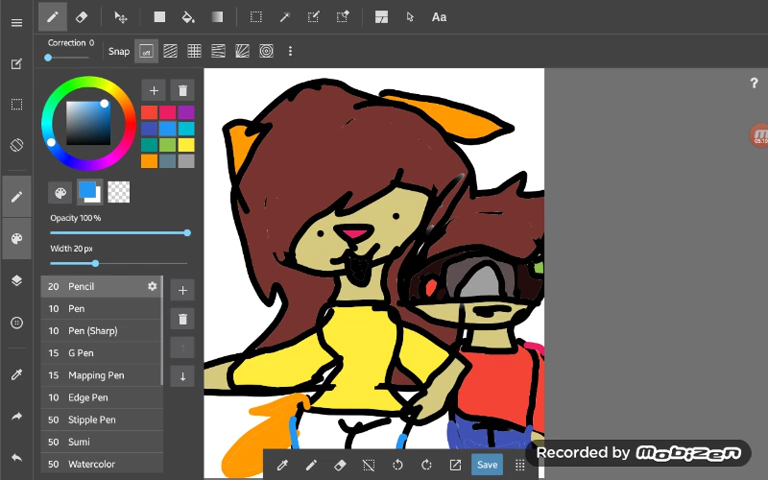 Aa
Correction 0
Snap
off
?
Opacity 100 %
Width 20 px
20 Pencil
10 Pen
10 Pen (Sharp)
15 G Pen
15 Mapping Pen
10 Edge Pen
50 Stipple Pen
50 Sumi
50 Watercolor
Save
Recorded by mobizen